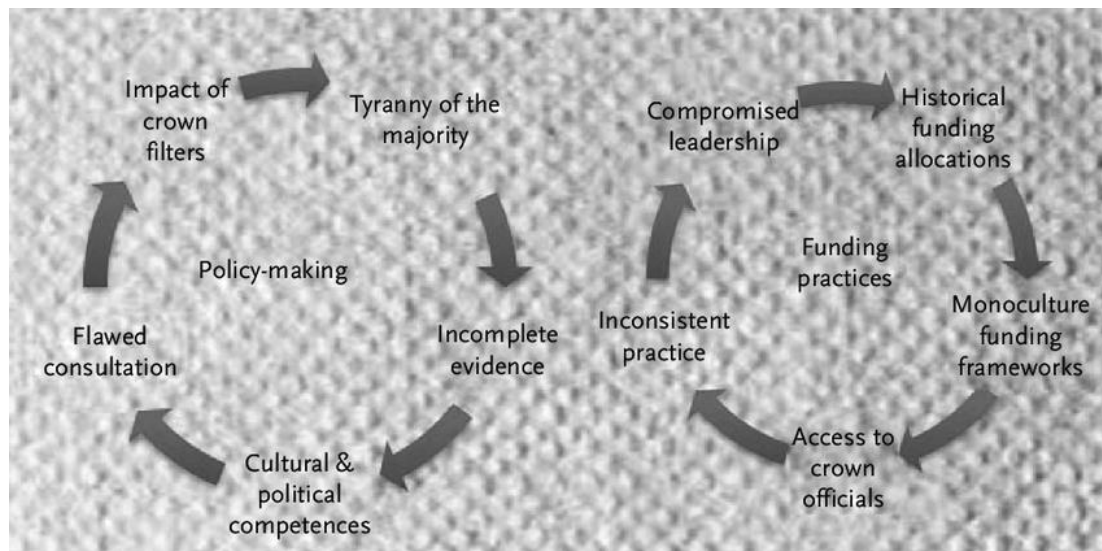 Impact of
crown
filters
Tyranny of the
majority
Policy-making
Flawed
consultation
Incomplete
evidence
Cultural &
political
competences
Compromised
leadership
Historical
funding
allocations
Funding
practices
Inconsistent
practice
Monoculture
funding
frameworks
Access to
crown
officials